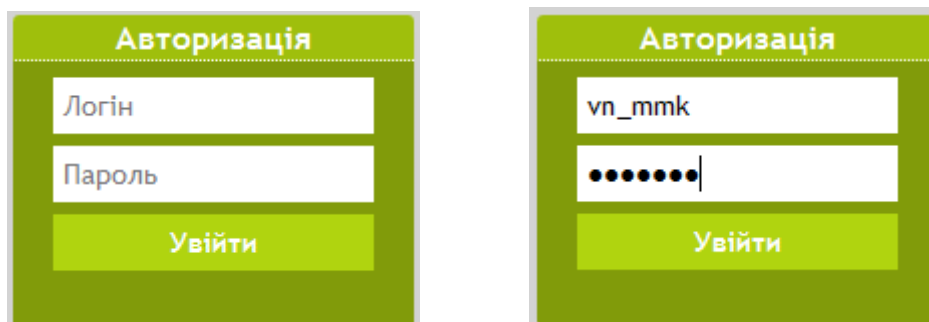 Авторизація
Логін
Пароль
Увійти
Авторизація
vn_mmk
●●●●●●●
Увійти